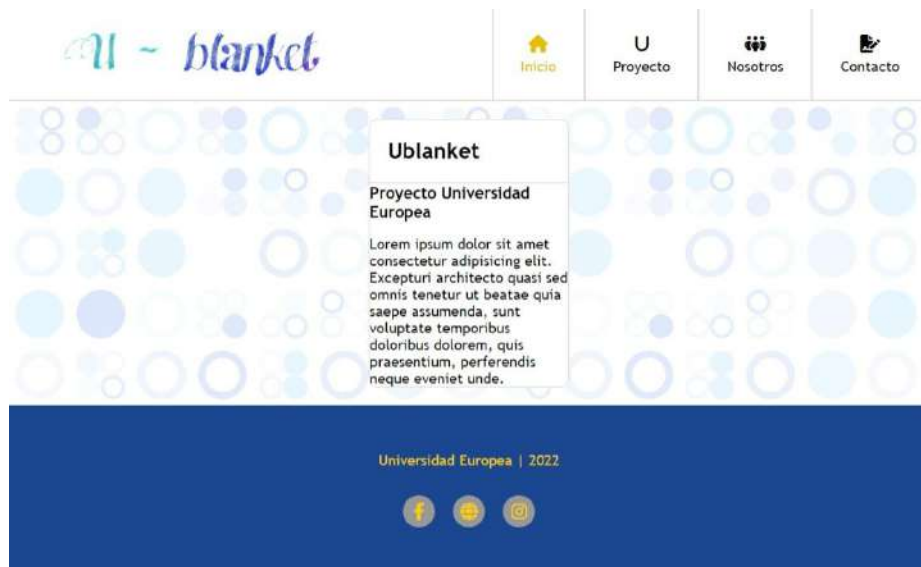 U ~ blanket
Inicio
U
Proyecto
Nosotros
Contacto
Ublanket
Proyecto Universidad
Europea
Lorem ipsum dolor sit amet
consectetur adipisicing elit.
Excepturi architecto quasi sed
omnis tenetur ut beatae quia
saepe assumenda, sunt
voluptate temporibus
doloribus dolorem, quis
praesentium, perferendis
neque eveniet unde.
Universidad Europea | 2022